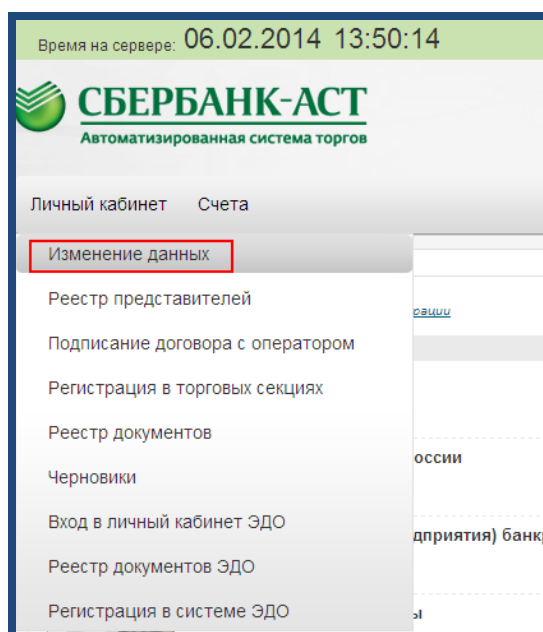 Время на сервере: 06.02.2014 13:50:14
СБЕРБАНК-АСТ
Автоматизированная система торгов
Личный кабинет Счета
Изменение данных
Реестр представителей
Подписание договора с оператором
Регистрация в торговых секциях
Реестр документов
оссии
Черновики
Вход в личный кабинет ЭДО
дприятия) банк
Реестр документов ЭДО
Регистрация в системе ЭДО
ы